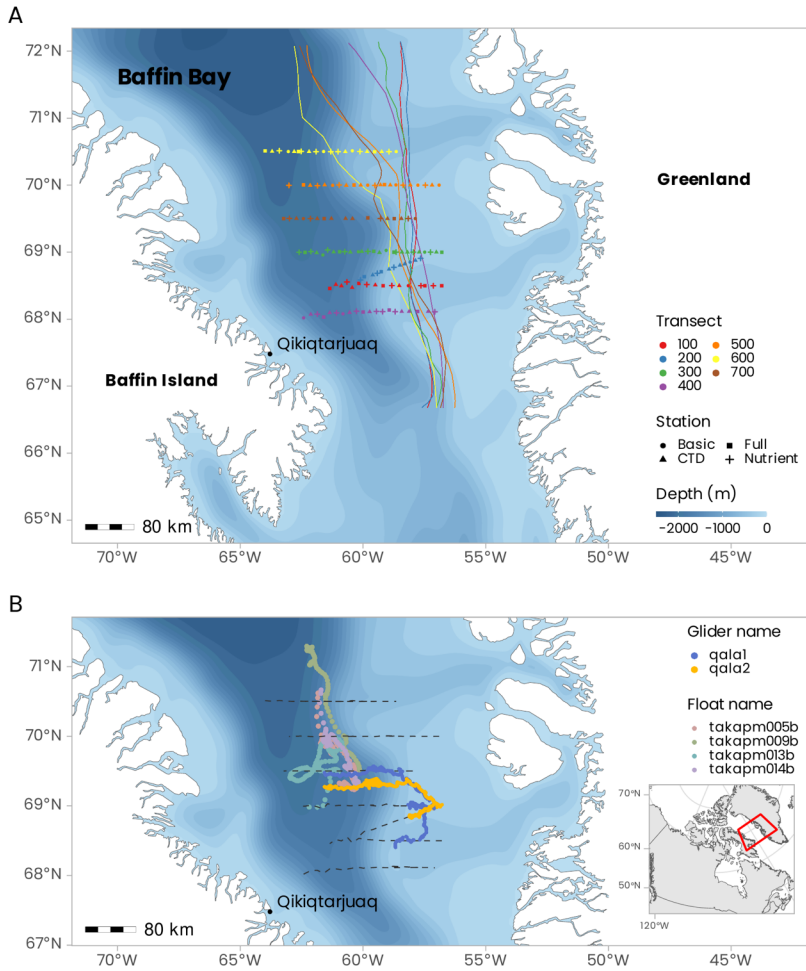 A
72°N
71°N
70°N
69°N
68°N
67°N
66°N
65°N
Baffin Bay
Greenland
Qikiqtarjuaq
Baffin Island
Transect
100 500
200 600
300 700
400
Station
Basic Full
CTD Nutrient
Depth (m)
−2000 −1000 0
80 km
70°W 65°W 60°W 55°W 50°W 45°W
B
71°N
70°N
69°N
68°N
67°N
Glider name
qala1
qala2
Float name
takapm005b
takapm009b
takapm013b
takapm014b
70°N
60°N
50°N
120°W
Qikiqtarjuaq
80 km
70°W 65°W 60°W 55°W 50°W 45°W